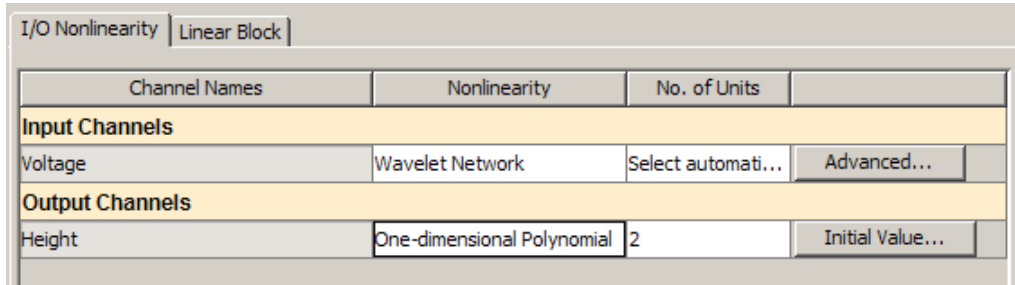 I/O Nonlinearity Linear Block
Channel Names Nonlinearity No. of Units
Input Channels
Voltage Wavelet Network Select automati... Advanced...
Output Channels
Height One-dimensional Polynomial 2 Initial Value...